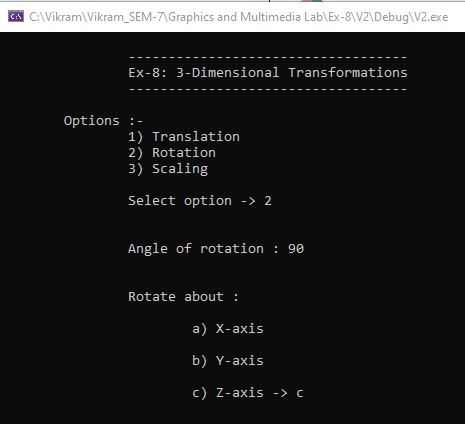 C:\Vikram\Vikram_SEM-7\Graphics and Multimedia Lab\Ex-8\V2\Debug\V2.exe
-----------------------------------
Ex-8: 3-Dimensional Transformations
-----------------------------------
Options :-
1) Translation
2) Rotation
3) Scaling
Select option -> 2
Angle of rotation : 90
Rotate about :
a) X-axis
b) Y-axis
c) Z-axis -> c